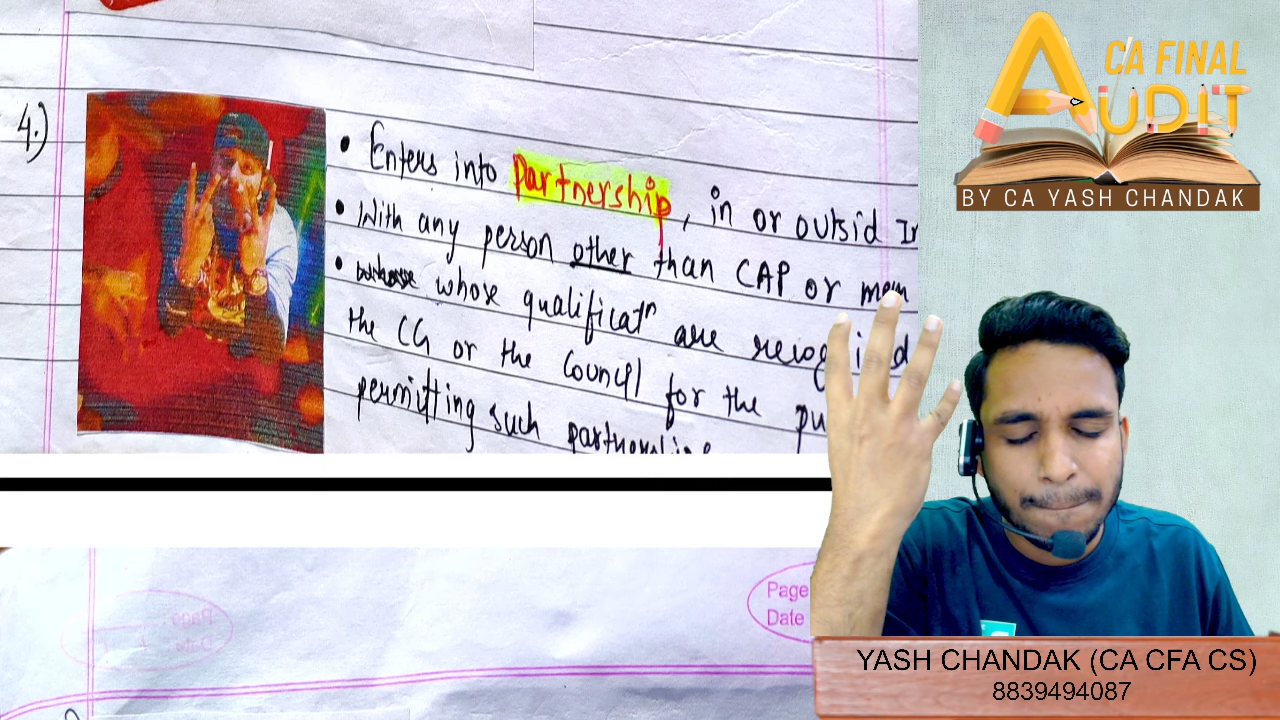 4.)
• Enters into Partnership, in or outsid
• With any person other than CAP or mem
• whose qualificatn are recog
the CG or the Council for the pu
permitting such partnership
Page
Date
CA FINAL
AUDIT
BY CA YASH CHANDAK
YASH CHANDAK (CA CFA CS)
8839494087